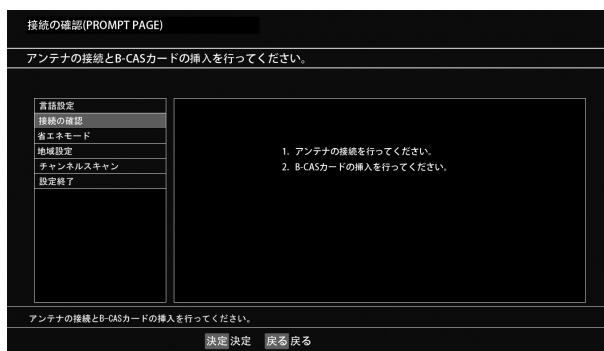 接続の確認(PROMPT PAGE)
アンテナの接続とB-CASカードの挿入を行ってください。
言語設定
接続の確認
省エネモード
地域設定
チャンネルスキャン
設定終了
1. アンテナの接続を行ってください。
2. B-CASカードの挿入を行ってください。
アンテナの接続とB-CASカードの挿入を行ってください。
決定 決定 戻る 戻る